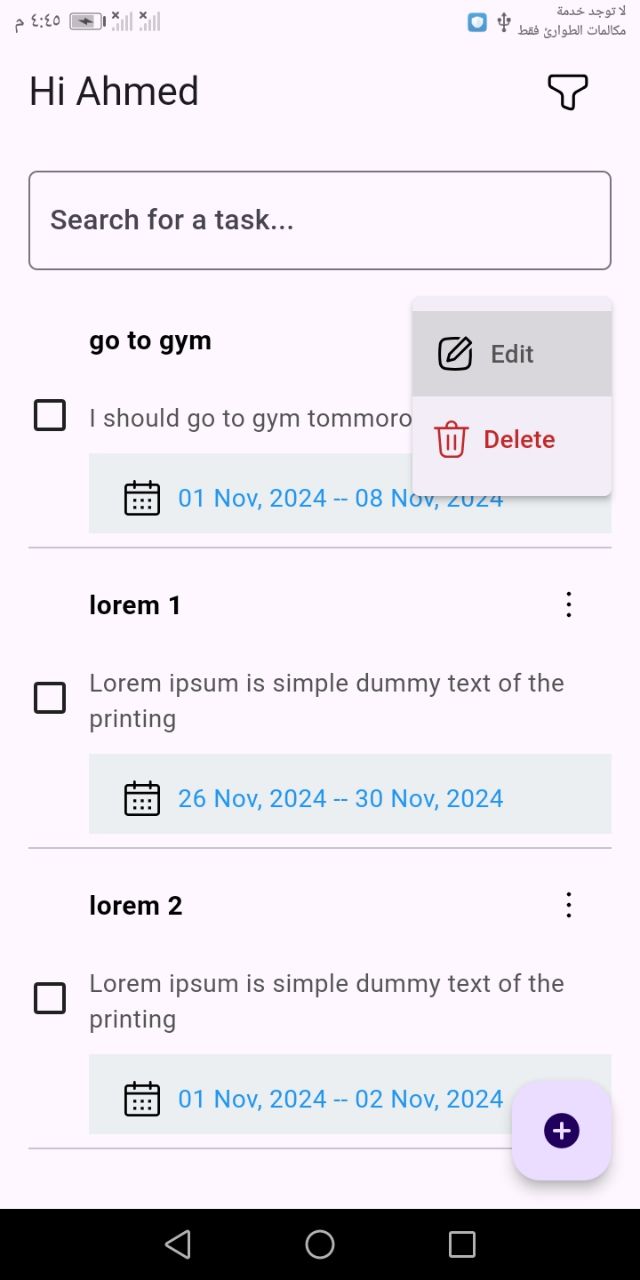 ٤:٤٥ م
لا توجد خدمة
مكالمات الطوارئ فقط
Hi Ahmed
Search for a task...
go to gym
Edit
I should go to gym tommoro
Delete
01 Nov, 2024 -- 08 Nov, 2024
lorem 1
Lorem ipsum is simple dummy text of the
printing
26 Nov, 2024 -- 30 Nov, 2024
lorem 2
Lorem ipsum is simple dummy text of the
printing
01 Nov, 2024 -- 02 Nov, 2024